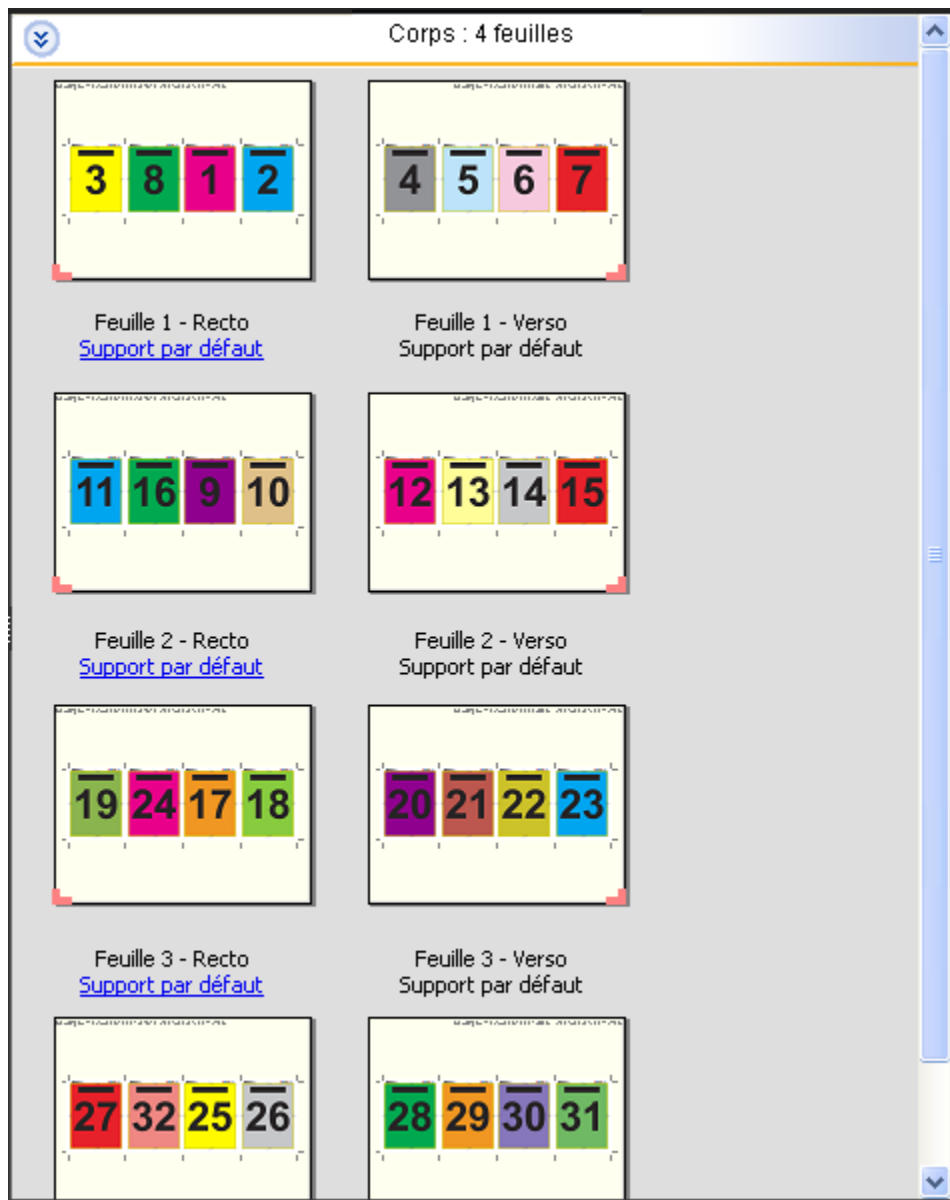 Corps : 4 feuilles
3 8 1 2
4 5 6 7
Feuille 1 - Recto
Support par défaut
Feuille 1 - Verso
Support par défaut
11 16 9 10
12 13 14 15
Feuille 2 - Recto
Support par défaut
Feuille 2 - Verso
Support par défaut
19 24 17 18
20 21 22 23
Feuille 3 - Recto
Support par défaut
Feuille 3 - Verso
Support par défaut
27 32 25 26
28 29 30 31